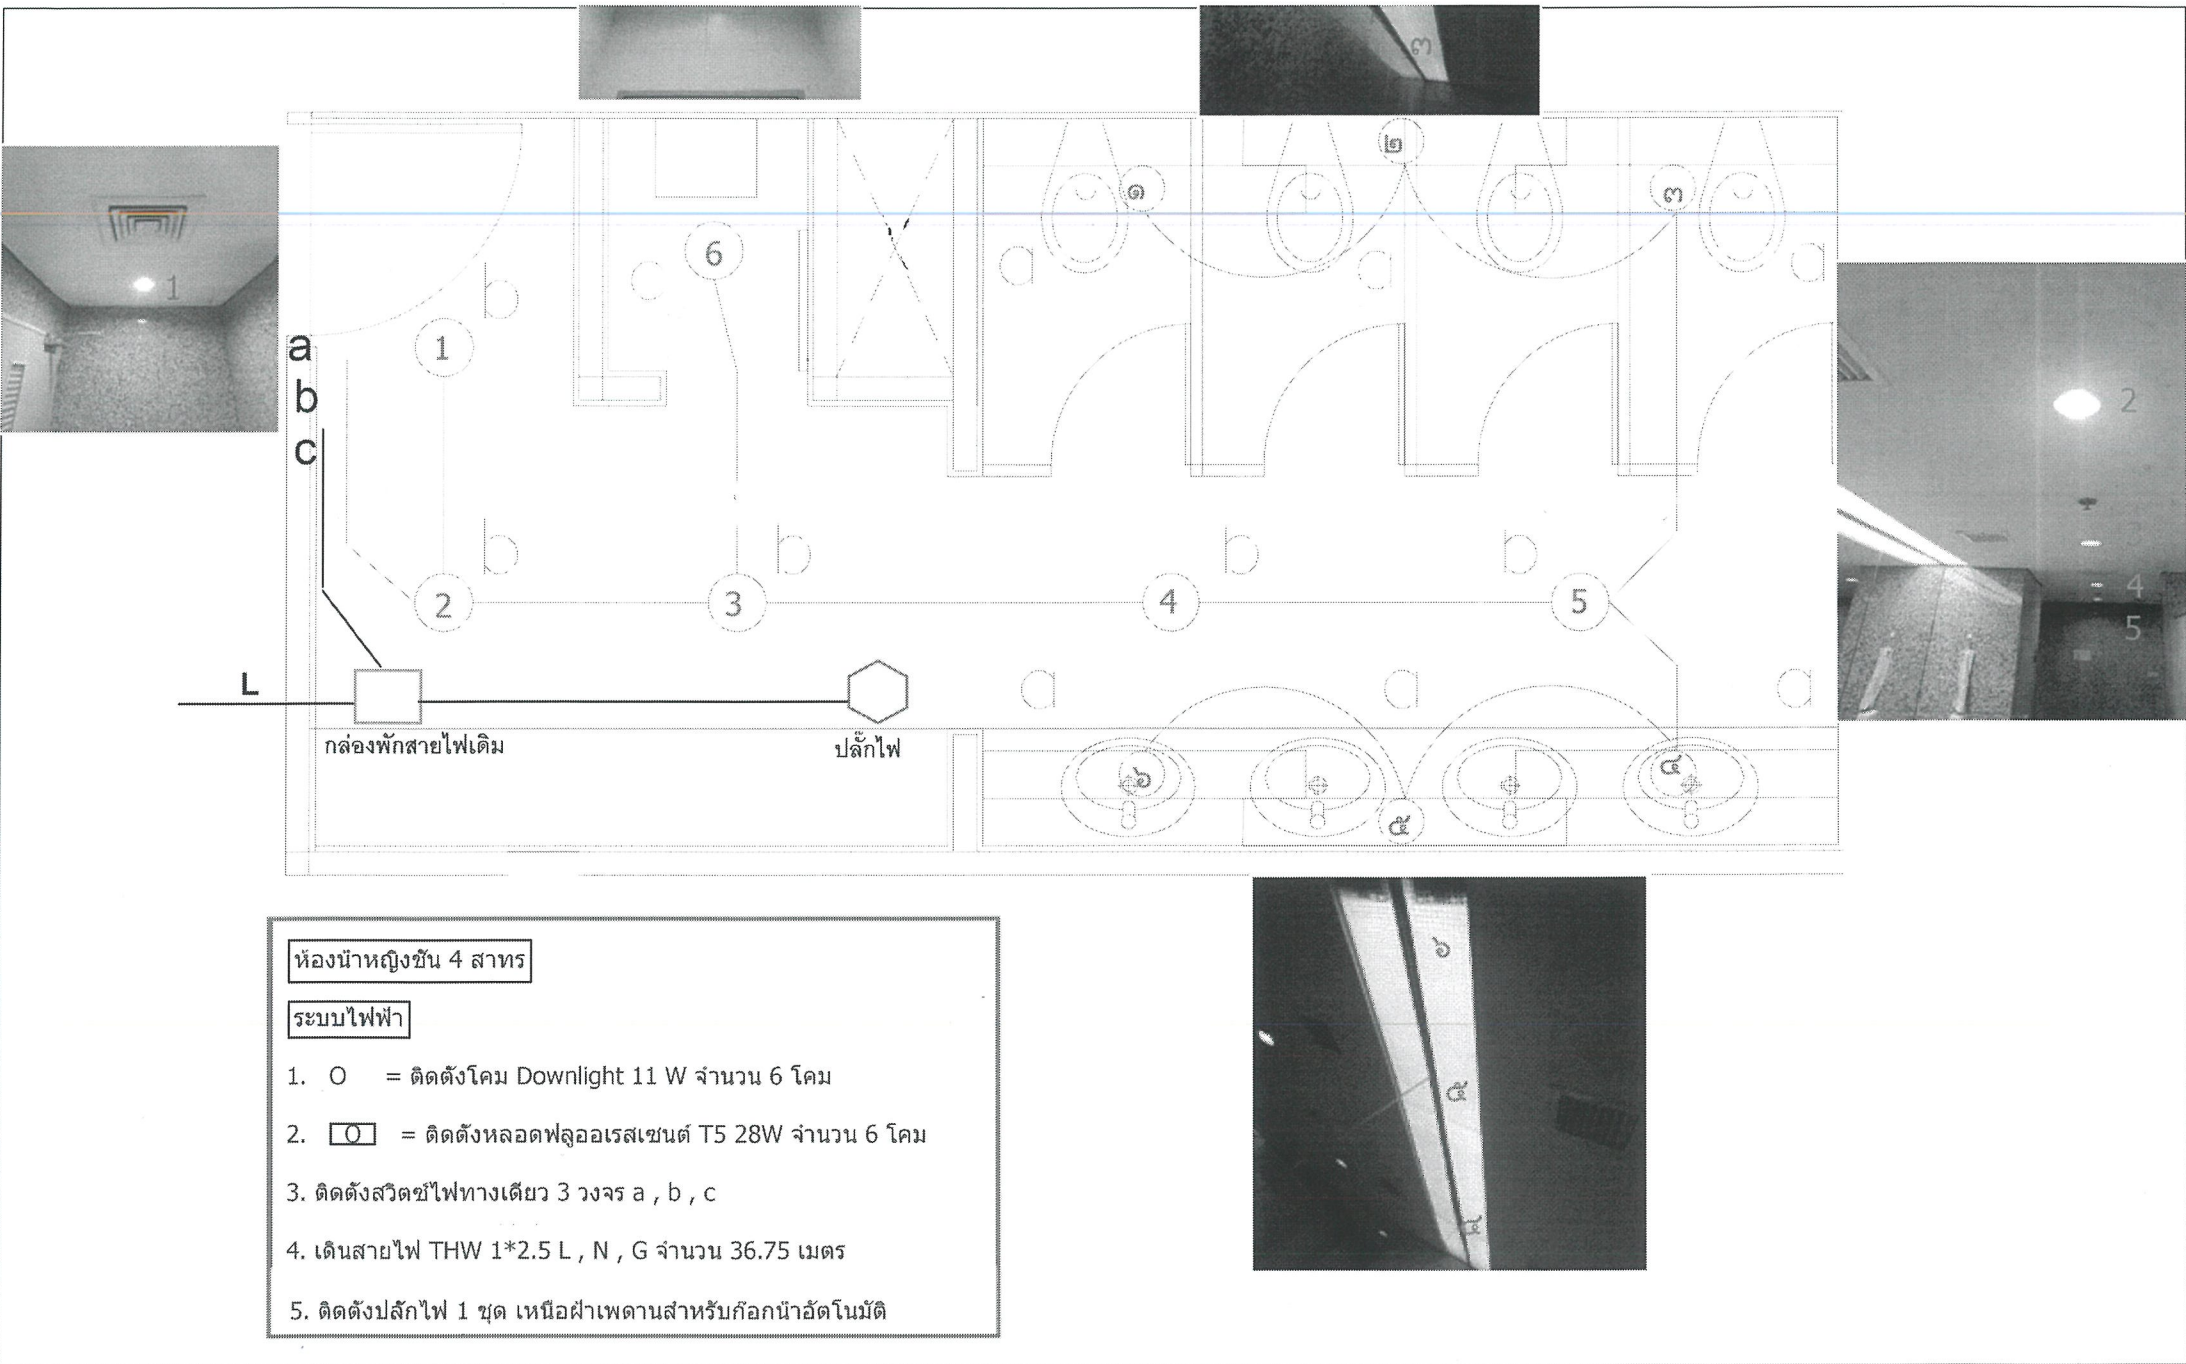 ๓
๒
๑
๓
6
a
a
a
a
b
1
1
a
b
c
2
3
4
5
b
b
b
b
2
3
4
5
L
a
a
a
กล่องพักสายไฟเดิม
ปลั๊กไฟ
๖
๔
๕
ห้องน้ำหญิงชั้น 4 สาทร
ระบบไฟฟ้า
1. O = ติดตั้งโคม Downlight 11 W จำนวน 6 โคม
2. O = ติดตั้งหลอดฟลูออเรสเซนต์ T5 28W จำนวน 6 โคม
3. ติดตั้งสวิตซ์ไฟทางเดียว 3 วงจร a , b , c
4. เดินสายไฟ THW 1*2.5 L , N , G จำนวน 36.75 เมตร
5. ติดตั้งปลั๊กไฟ 1 ชุด เหนือฝ้าเพดานสำหรับก๊อกน้ำอัตโนมัติ
๖
๕
๔